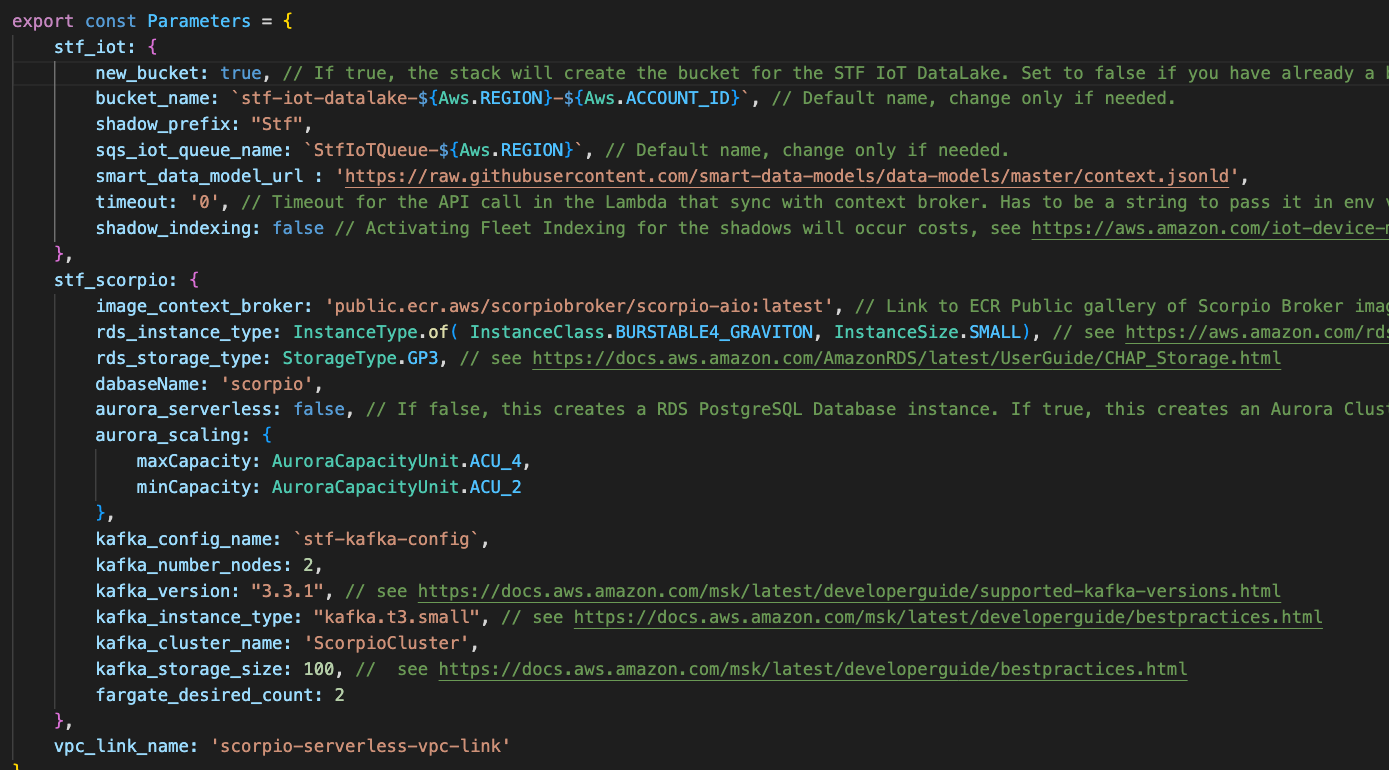 export const Parameters = {
stf_iot: {
new_bucket: true, // If true, the stack will create the bucket for the STF IoT DataLake. Set to false if you have already a
bucket_name: `stf-iot-datalake-${Aws.REGION}-${Aws.ACCOUNT_ID}`, // Default name, change only if needed.
shadow_prefix: "Stf",
sqs_iot_queue_name: `StfIoTQueue-${Aws.REGION}`, // Default name, change only if needed.
smart_data_model_url : 'https://raw.githubusercontent.com/smart-data-models/data-models/master/context.jsonld',
timeout: '0', // Timeout for the API call in the Lambda that sync with context broker. Has to be a string to pass it in env
shadow_indexing: false // Activating Fleet Indexing for the shadows will occur costs, see https://aws.amazon.com/iot-device-
},
stf_scorpio: {
image_context_broker: 'public.ecr.aws/scorpiobroker/scorpio-aio:latest', // Link to ECR Public gallery of Scorpio Broker imag
rds_instance_type: InstanceType.of( InstanceClass.BURSTABLE4_GRAVITON, InstanceSize.SMALL), // see https://aws.amazon.com/rds
rds_storage_type: StorageType.GP3, // see https://docs.aws.amazon.com/AmazonRDS/latest/UserGuide/CHAP_Storage.html
dabaseName: 'scorpio',
aurora_serverless: false, // If false, this creates a RDS PostgreSQL Database instance. If true, this creates an Aurora Clus
aurora_scaling: {
maxCapacity: AuroraCapacityUnit.ACU_4,
minCapacity: AuroraCapacityUnit.ACU_2
},
kafka_config_name: `stf-kafka-config`,
kafka_number_nodes: 2,
kafka_version: "3.3.1", // see https://docs.aws.amazon.com/msk/latest/developerguide/supported-kafka-versions.html
kafka_instance_type: "kafka.t3.small", // see https://docs.aws.amazon.com/msk/latest/developerguide/bestpractices.html
kafka_cluster_name: 'ScorpioCluster',
kafka_storage_size: 100, //  see https://docs.aws.amazon.com/msk/latest/developerguide/bestpractices.html
fargate_desired_count: 2
},
vpc_link_name: 'scorpio-serverless-vpc-link'
}